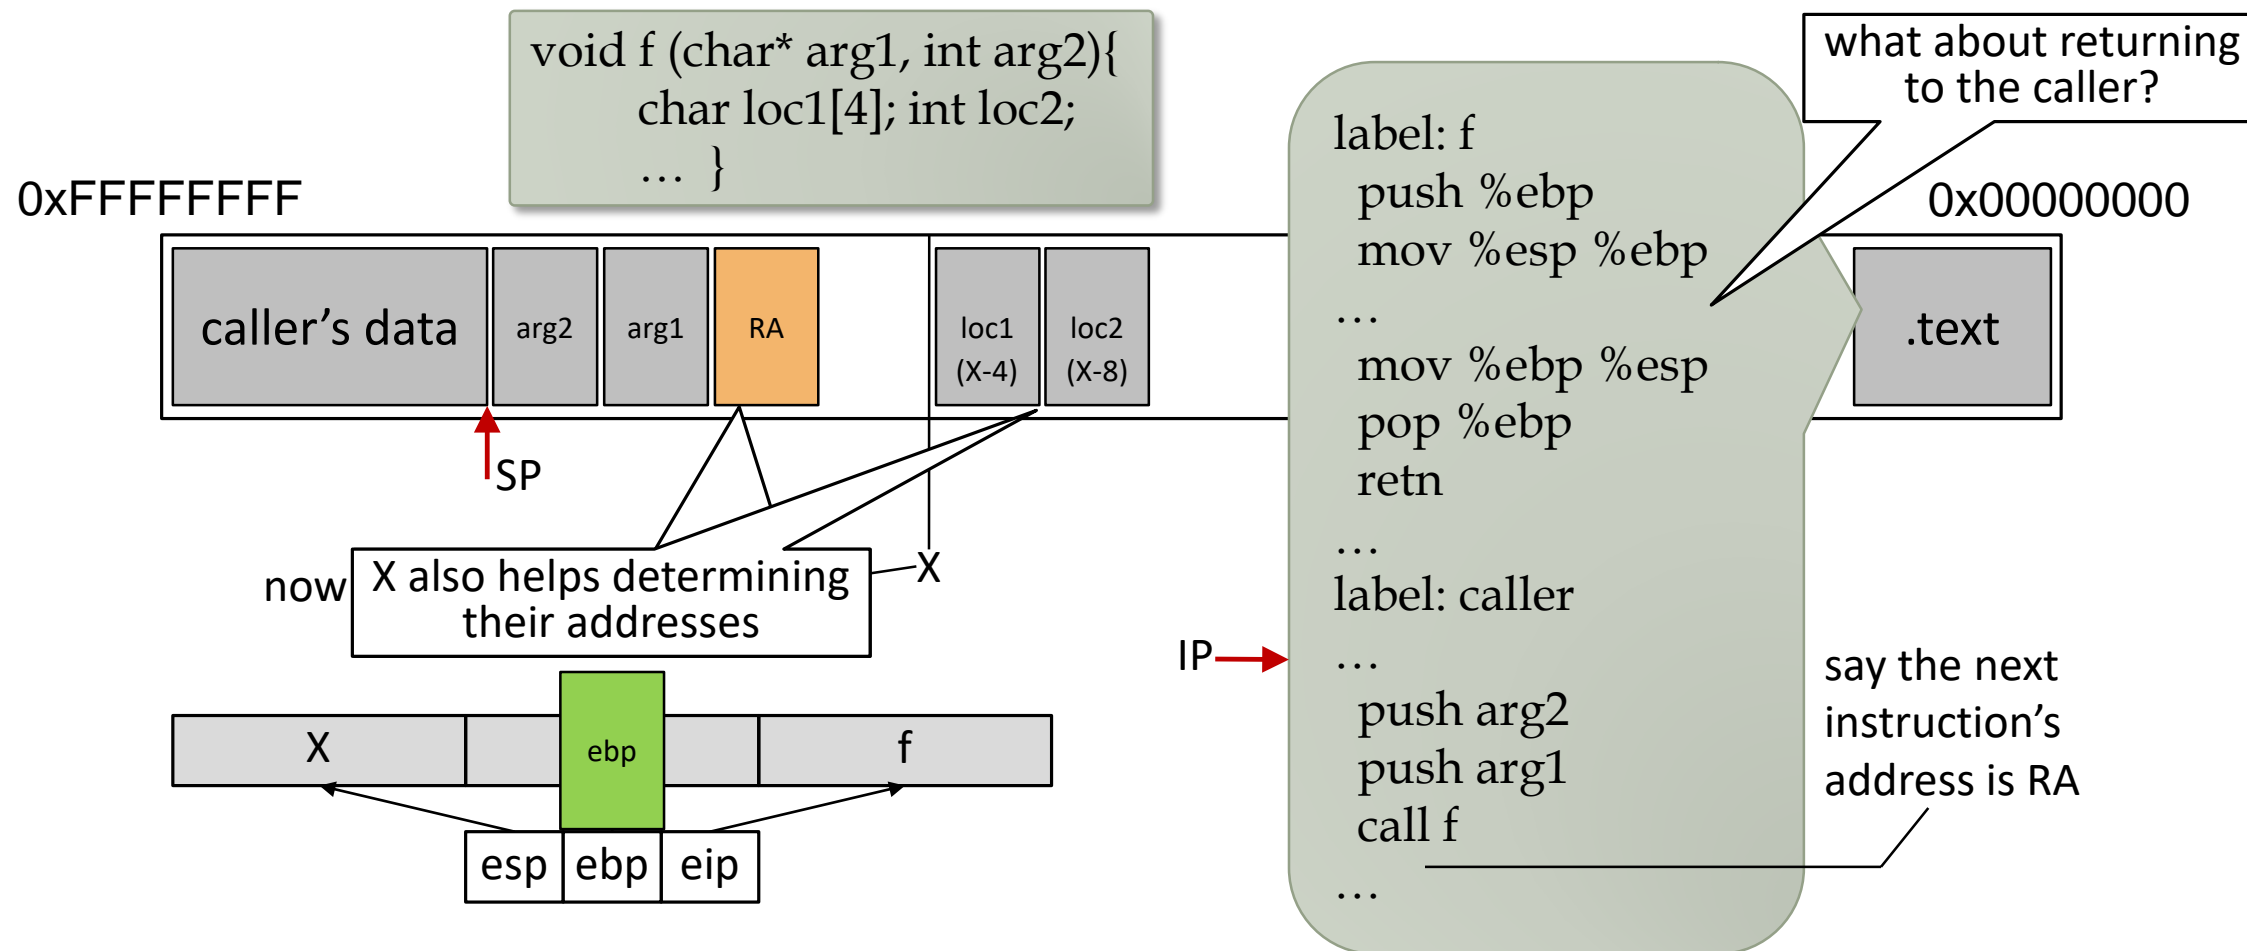 void f (char* arg1, int arg2){
char loc1[4]; int loc2;
… }
what about returning
to the caller?
0xFFFFFFFF
0x00000000
caller’s data
arg2
arg1
RA
loc1
(X-4)
loc2
(X-8)
.text
SP
now
X also helps determining
their addresses
X
X
ebp
f
esp
ebp
eip
label: f
push %ebp
mov %esp %ebp
…
mov %ebp %esp
pop %ebp
retn
…
label: caller
…
push arg2
push arg1
call f
…
IP
say the next
instruction’s
address is RA